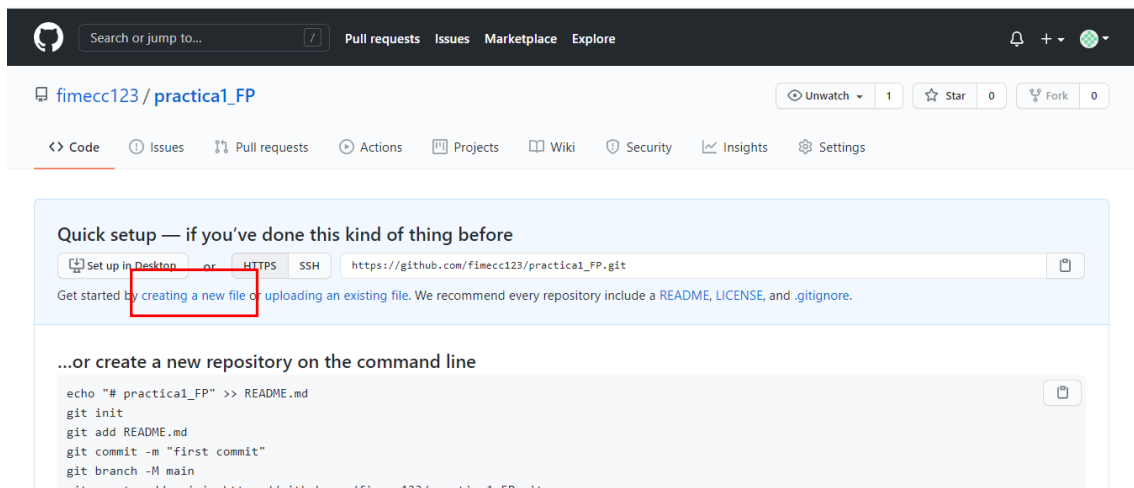 Search or jump to... / Pull requests Issues Marketplace Explore
fimecc123 / practica1_FP Unwatch 1 Star 0 Fork 0
<> Code Issues Pull requests Actions Projects Wiki Security Insights Settings
Quick setup — if you've done this kind of thing before
Set up in Desktop or HTTPS SSH https://github.com/fimecc123/practica1_FP.git
Get started by creating a new file or uploading an existing file. We recommend every repository include a README, LICENSE, and .gitignore.
...or create a new repository on the command line
echo "# practica1_FP" >> README.md
git init
git add README.md
git commit -m "first commit"
git branch -M main